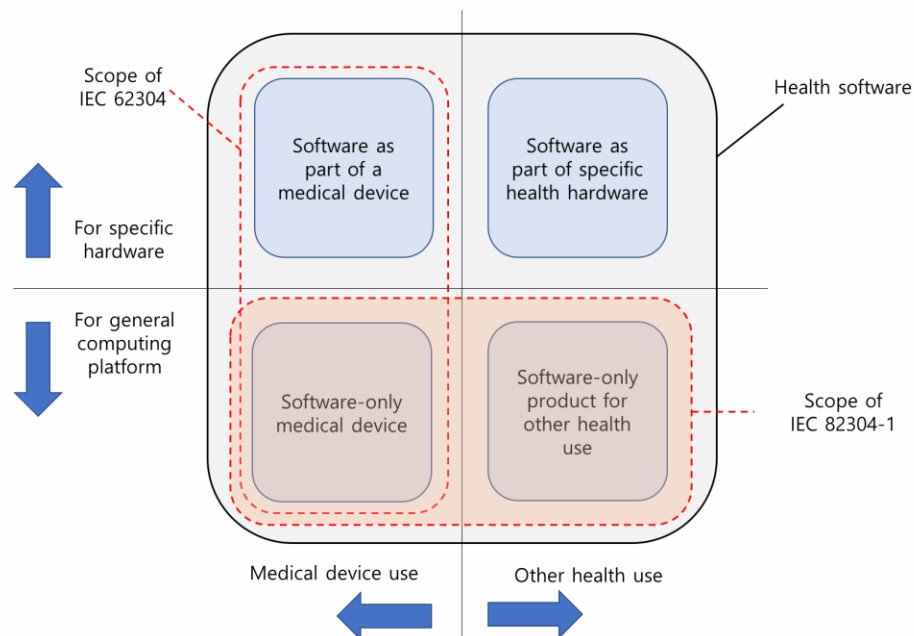 Scope of
IEC 62304
Health software
Software as
part of a
medical device
Software as
part of specific
health hardware
For specific
hardware
For general
computing
platform
Software-only
medical device
Software-only
product for
other health
use
Scope of
IEC 82304-1
Medical device use
Other health use